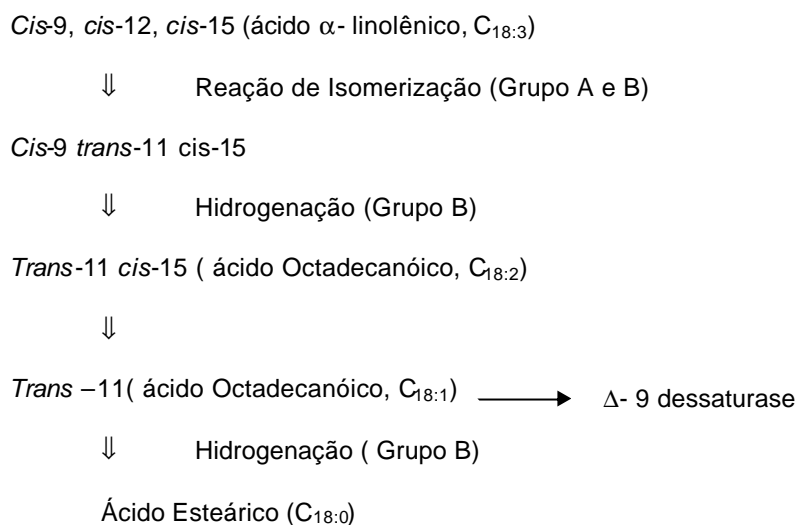 Cis-9, cis-12, cis-15 (ácido α- linolênico, C18:3)
⇓ Reação de Isomerização (Grupo A e B)
Cis-9 trans-11 cis-15
⇓ Hidrogenação (Grupo B)
Trans-11 cis-15 ( ácido Octadecanóico, C18:2)
⇓
Trans –11( ácido Octadecanóico, C18:1) → Δ- 9 dessaturase
⇓ Hidrogenação ( Grupo B)
Ácido Esteárico (C18:0)